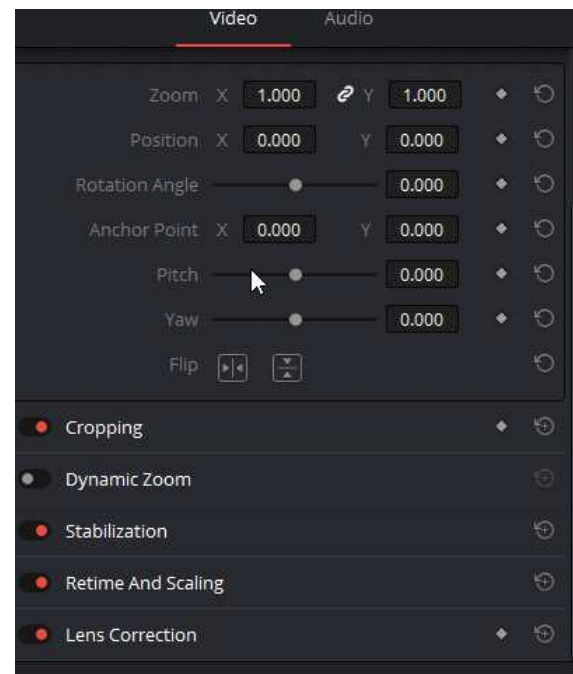 Video Audio
Zoom X 1.000 Y 1.000
Position X 0.000 Y 0.000
Rotation Angle 0.000
Anchor Point X 0.000 Y 0.000
Pitch 0.000
Yaw 0.000
Flip
Cropping
Dynamic Zoom
Stabilization
Retime And Scaling
Lens Correction